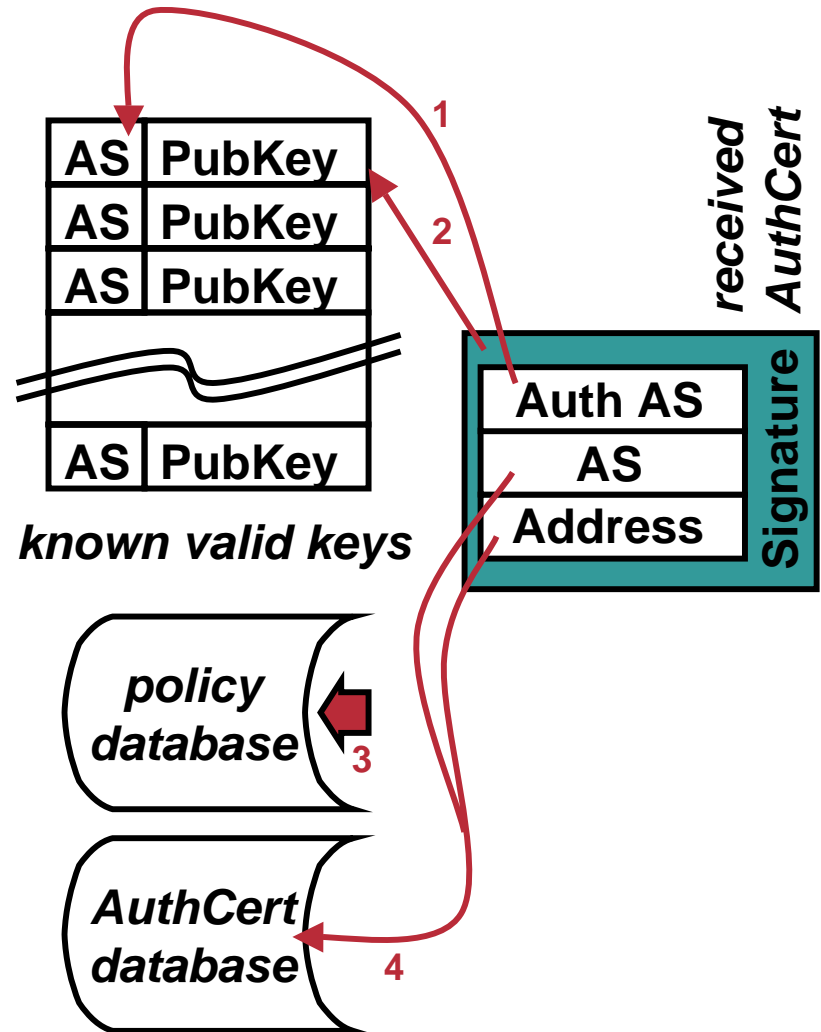 1
received
AuthCert
AS PubKey
AS PubKey
2
AS PubKey
Signature
Auth AS
AS
AS PubKey
Address
known valid keys
policy
database
3
AuthCert
database
4